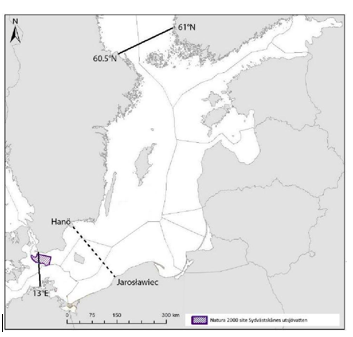 N
61°N
60.5°N
Hanö
Jarosławiec
13°E
0 75 150 300 km
Natura 2000 site Sydvästskånes utsjövatten